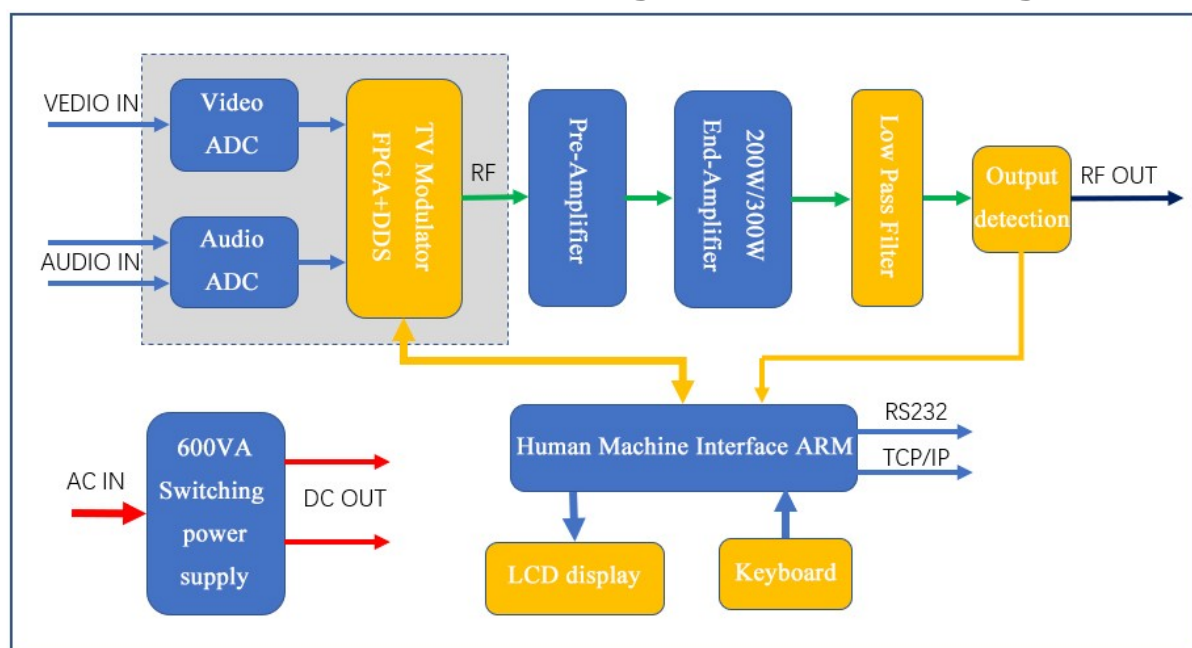 VEDIO IN
Video
ADC
AUDIO IN
Audio
ADC
TV Modulator
FPGA+DDS
RF
Pre-Amplifier
200W/300W
End-Amplifier
Low Pass Filter
Output
detection
RF OUT
Human Machine Interface ARM
RS232
TCP/IP
LCD display
Keyboard
AC IN
600VA
Switching
power
supply
DC OUT